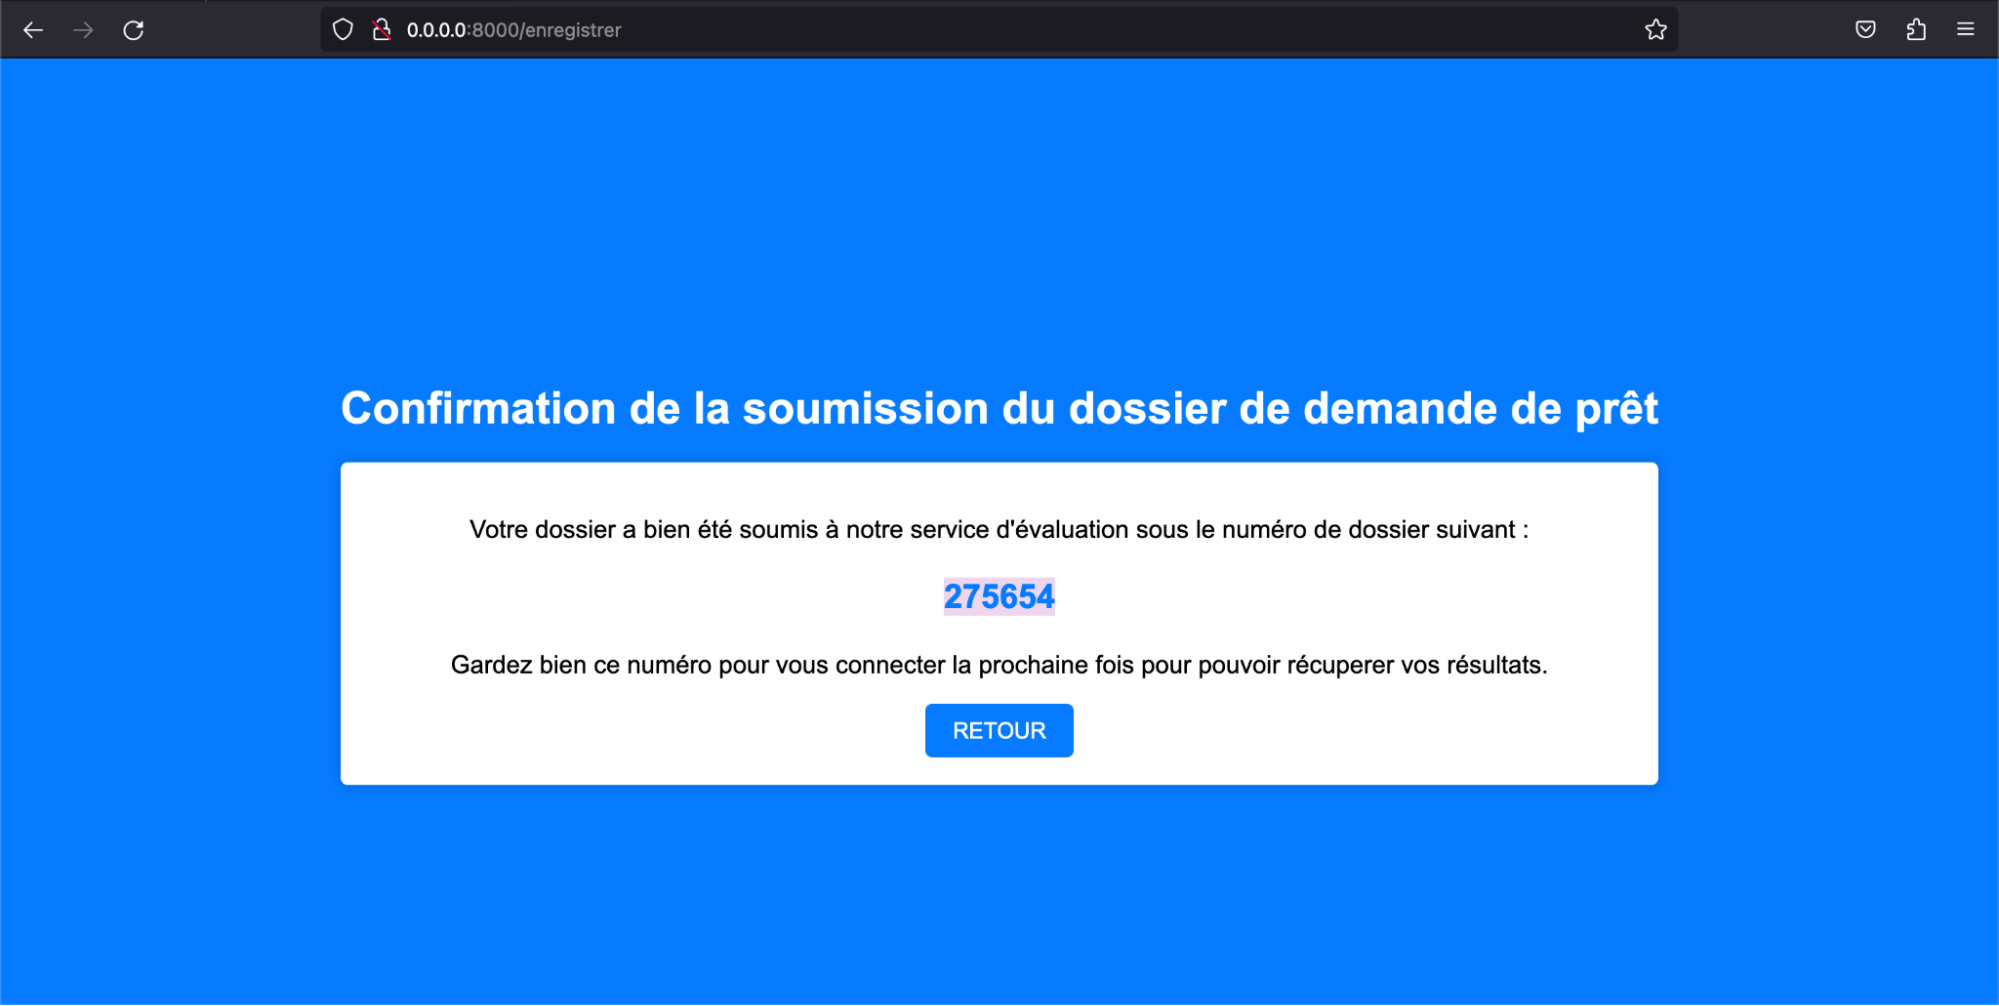 0.0.0.0:8000/enregistrer
Confirmation de la soumission du dossier de demande de prêt
Votre dossier a bien été soumis à notre service d'évaluation sous le numéro de dossier suivant :
275654
Gardez bien ce numéro pour vous connecter la prochaine fois pour pouvoir récuperer vos résultats.
RETOUR